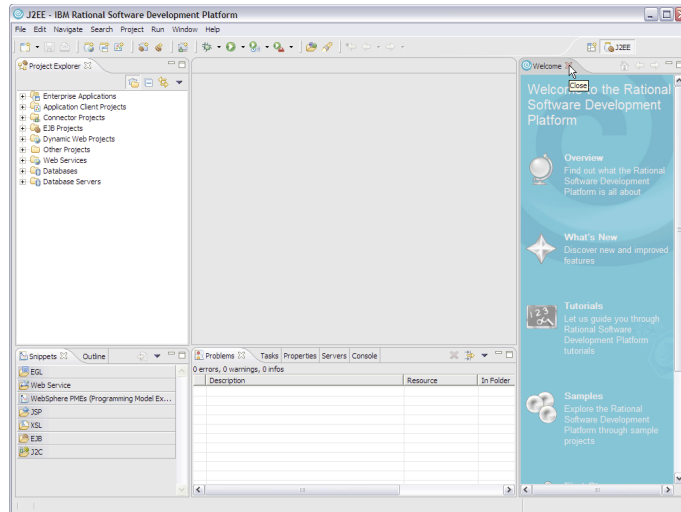 J2EE - IBM Rational Software Development Platform
File Edit Navigate Search Project Run Window Help
J2EE
Project Explorer
Enterprise Applications
Application Client Projects
Connector Projects
EJB Projects
Dynamic Web Projects
Other Projects
Web Services
Databases
Database Servers
Welcome
Close
Welcome to the Rational
Software Development
Platform
Overview
Find out what the Rational
Software Development
Platform is all about
What's New
Discover new and improved
features
Tutorials
Let us guide you through
Rational Software
Development Platform
tutorials
Samples
Explore the Rational
Software Development
Platform through sample
projects
Snippets Outline
EGL
Web Service
WebSphere PMEs (Programming Model Ex...
JSP
XSL
EJB
J2C
Problems Tasks Properties Servers Console
0 errors, 0 warnings, 0 infos
Description Resource In Folder